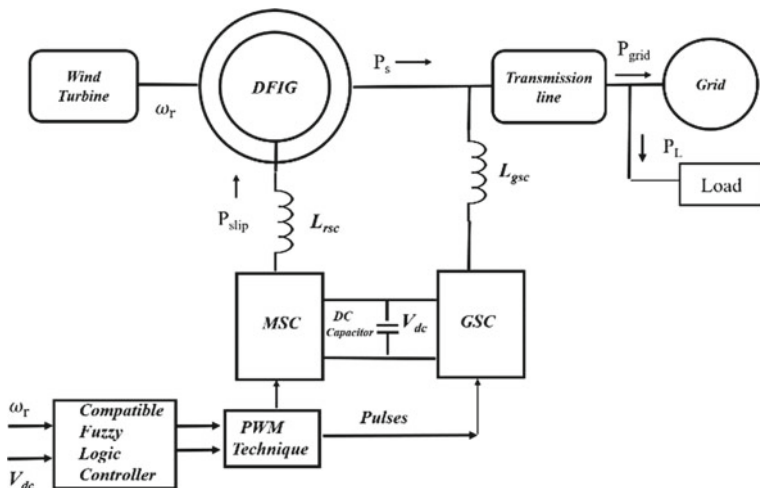 Wind
Turbine
ωr
DFIG
Ps
Transmission
line
Pgrid
Grid
PL
Load
Pslip
Lrsc
Lgsc
MSC
DC
Capacitor
Vdc
GSC
ωr
Vdc
Compatible
Fuzzy
Logic
Controller
PWM
Technique
Pulses